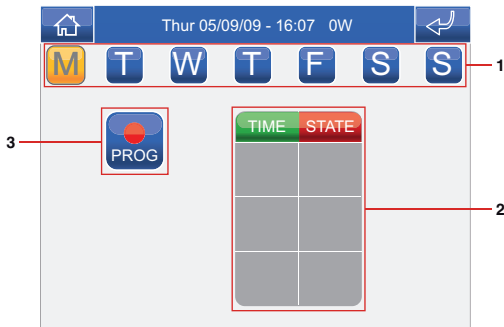 Thur 05/09/09 - 16:07 0W
M T W T F S S
1
3
PROG
TIME STATE
2